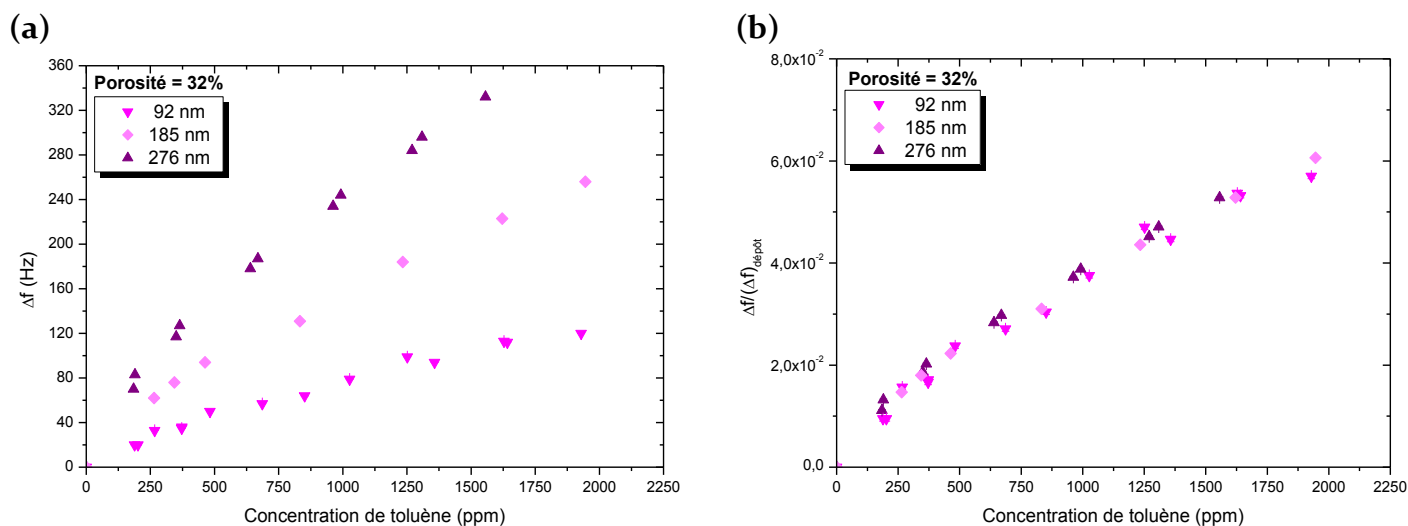 (a)
Porosité = 32%
92 nm
185 nm
276 nm
Δf (Hz)
360
320
280
240
200
160
120
80
40
0
0 250 500 750 1000 1250 1500 1750 2000 2250
Concentration de toluène (ppm)
(b)
Porosité = 32%
92 nm
185 nm
276 nm
Δf/(Δf)dépôt
8,0x10-2
6,0x10-2
4,0x10-2
2,0x10-2
0,0
0 250 500 750 1000 1250 1500 1750 2000 2250
Concentration de toluène (ppm)